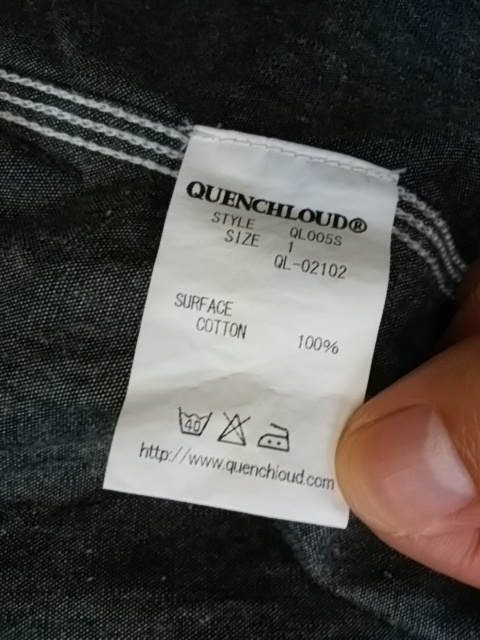 QUENCHLOUD®
STYLE QL005S
SIZE 1
QL-02102
SURFACE
COTTON 100%
40
http://www.quenchloud.com